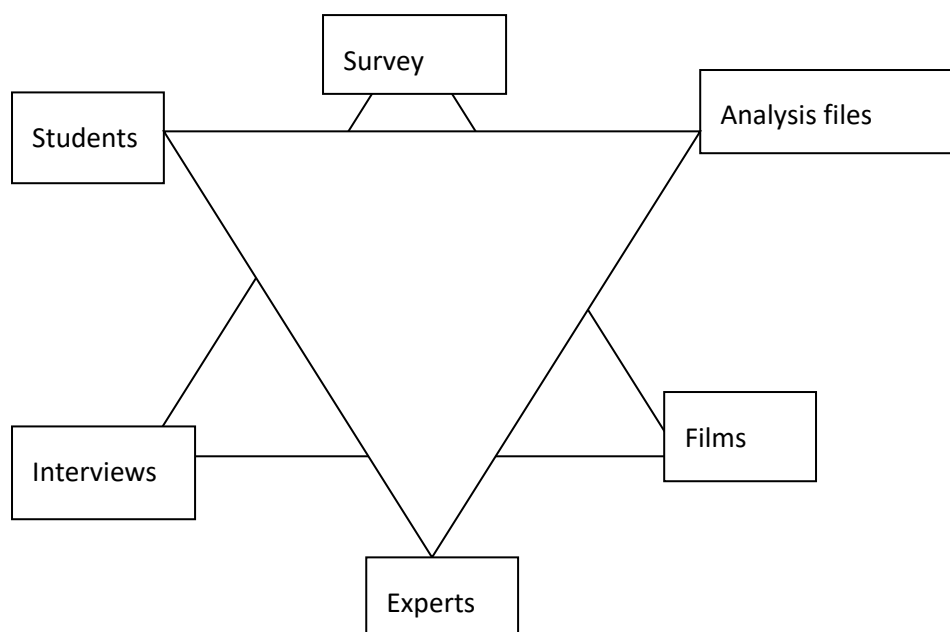 Survey
Analysis files
Students
Films
Interviews
Experts